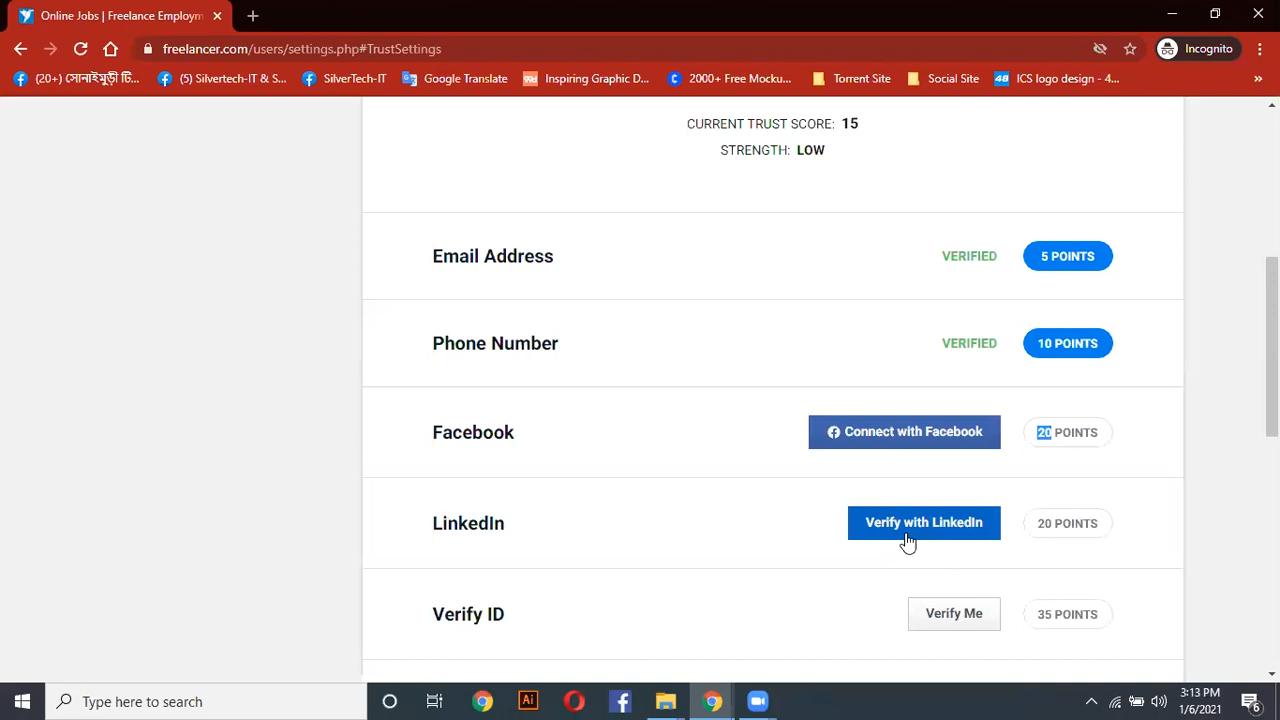 Online Jobs | Freelance Employm
freelancer.com/users/settings.php#TrustSettings
Incognito
(20+) সোনাইমুড়ী টি...
(5) Silvertech-IT & S...
SilverTech-IT
Google Translate
Inspiring Graphic D...
2000+ Free Mocku...
Torrent Site
Social Site
48 ICS logo design - 4...
»
CURRENT TRUST SCORE: 15
STRENGTH: LOW
Email Address VERIFIED 5 POINTS
Phone Number VERIFIED 10 POINTS
Facebook Connect with Facebook 20 POINTS
LinkedIn Verify with LinkedIn 20 POINTS
Verify ID Verify Me 35 POINTS
Type here to search
Ai
3:13 PM
1/6/2021
6